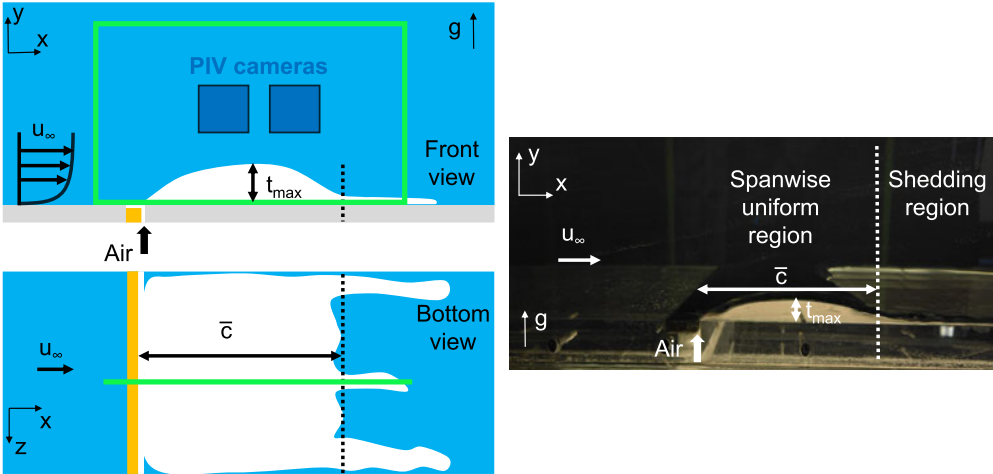 y
x
g
PIV cameras
u∞
Front
view
tmax
Air
c̅
Bottom
view
u∞
x
z
y
x
Spanwise
uniform
region
Shedding
region
u∞
c̅
tmax
g
Air